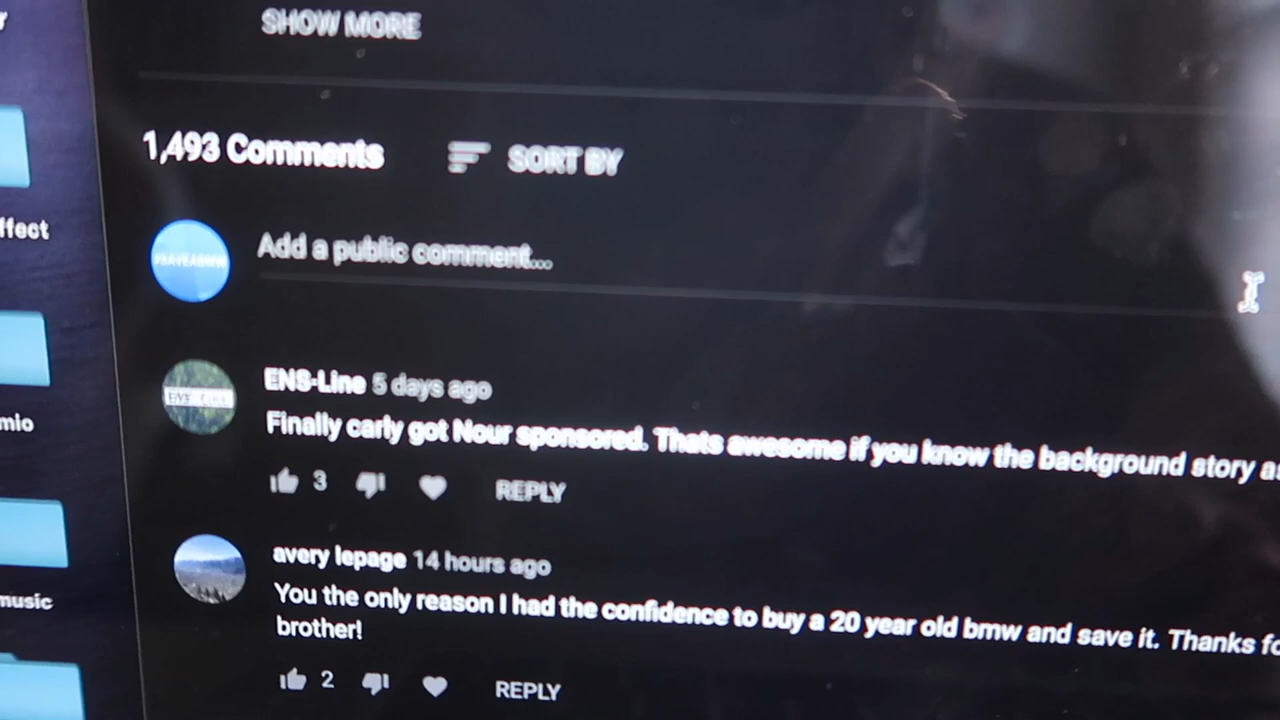 SHOW MORE
1,493 Comments
SORT BY
ffect
#SAVEABMW
Add a public comment...
ENS-Line 5 days ago
Finally carly got Nour sponsored. Thats awesome if you know the background story as
3
REPLY
mio
avery lepage 14 hours ago
You the only reason I had the confidence to buy a 20 year old bmw and save it. Thanks fo
brother!
music
2
REPLY